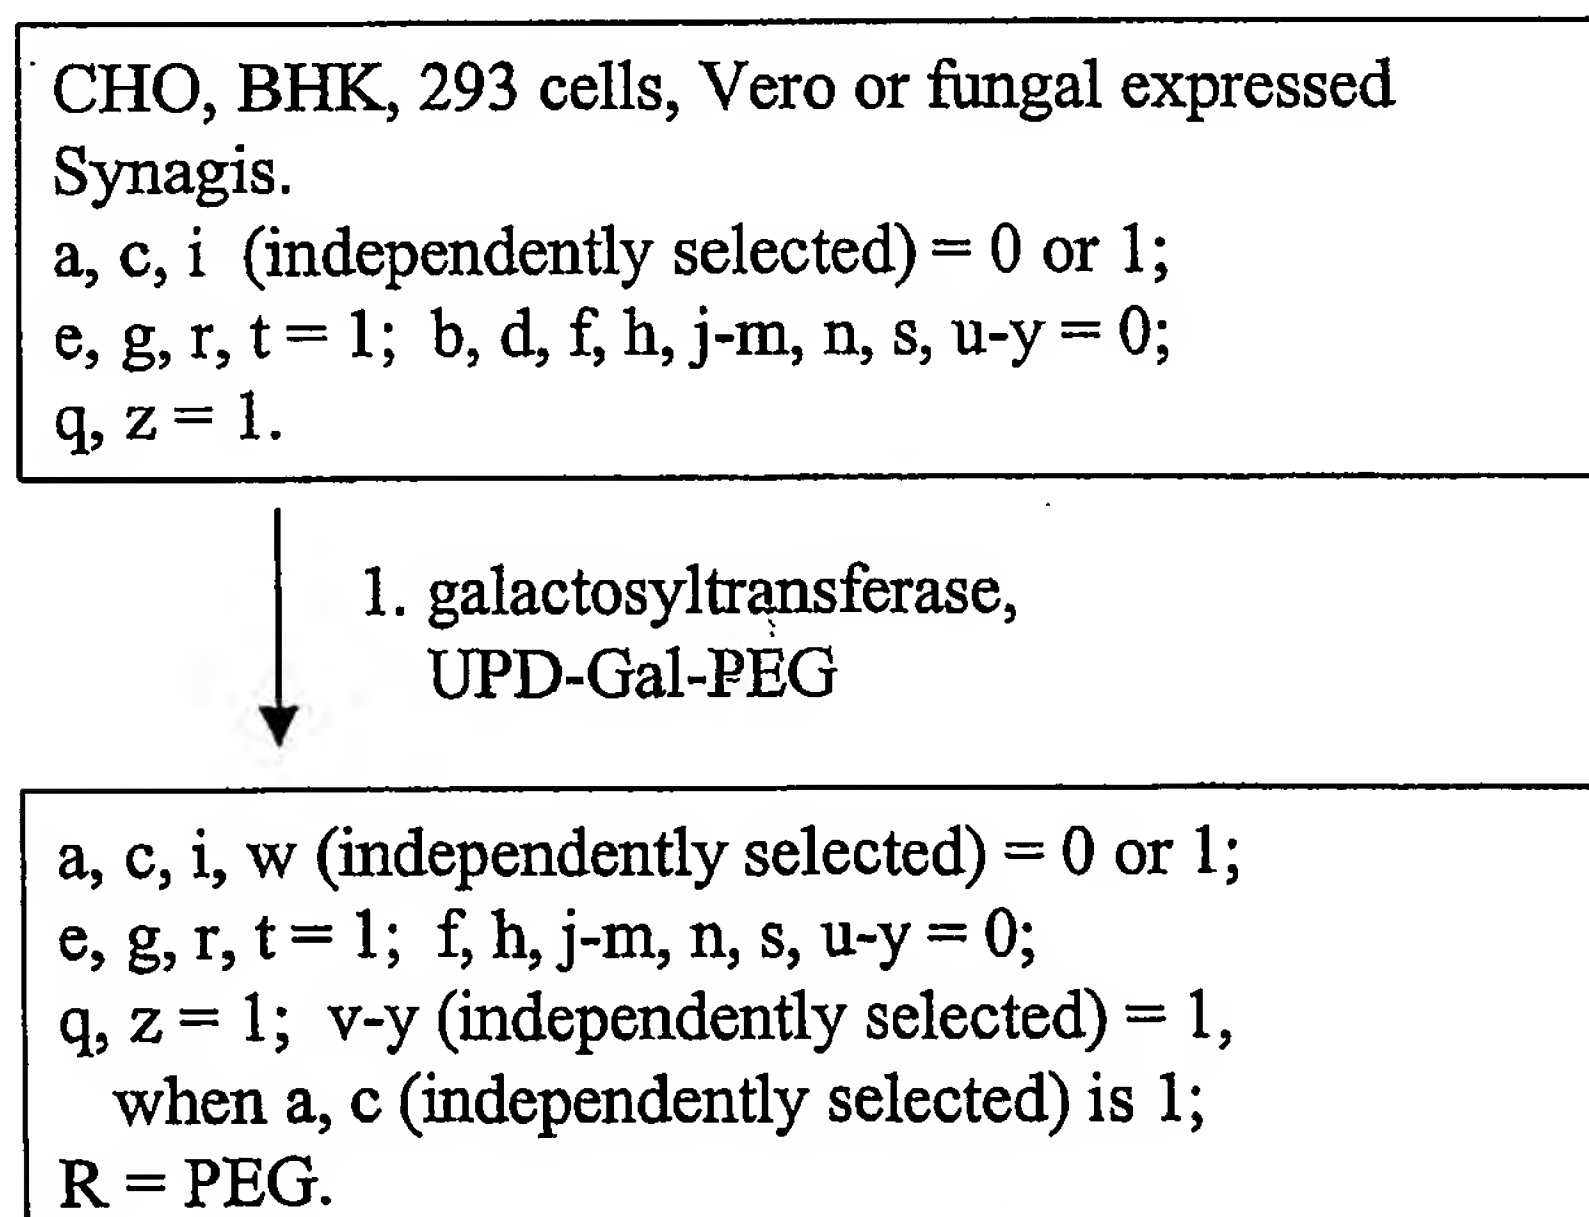 CHO, BHK, 293 cells, Vero or fungal expressed
Synagis.
a, c, i (independently selected) = 0 or 1;
e, g, r, t = 1; b, d, f, h, j-m, n, s, u-y = 0;
q, z = 1.
1. galactosyltransferase,
UPD-Gal-PEG
a, c, i, w (independently selected) = 0 or 1;
e, g, r, t = 1; f, h, j-m, n, s, u-y = 0;
q, z = 1; v-y (independently selected) = 1,
when a, c (independently selected) is 1;
R = PEG.